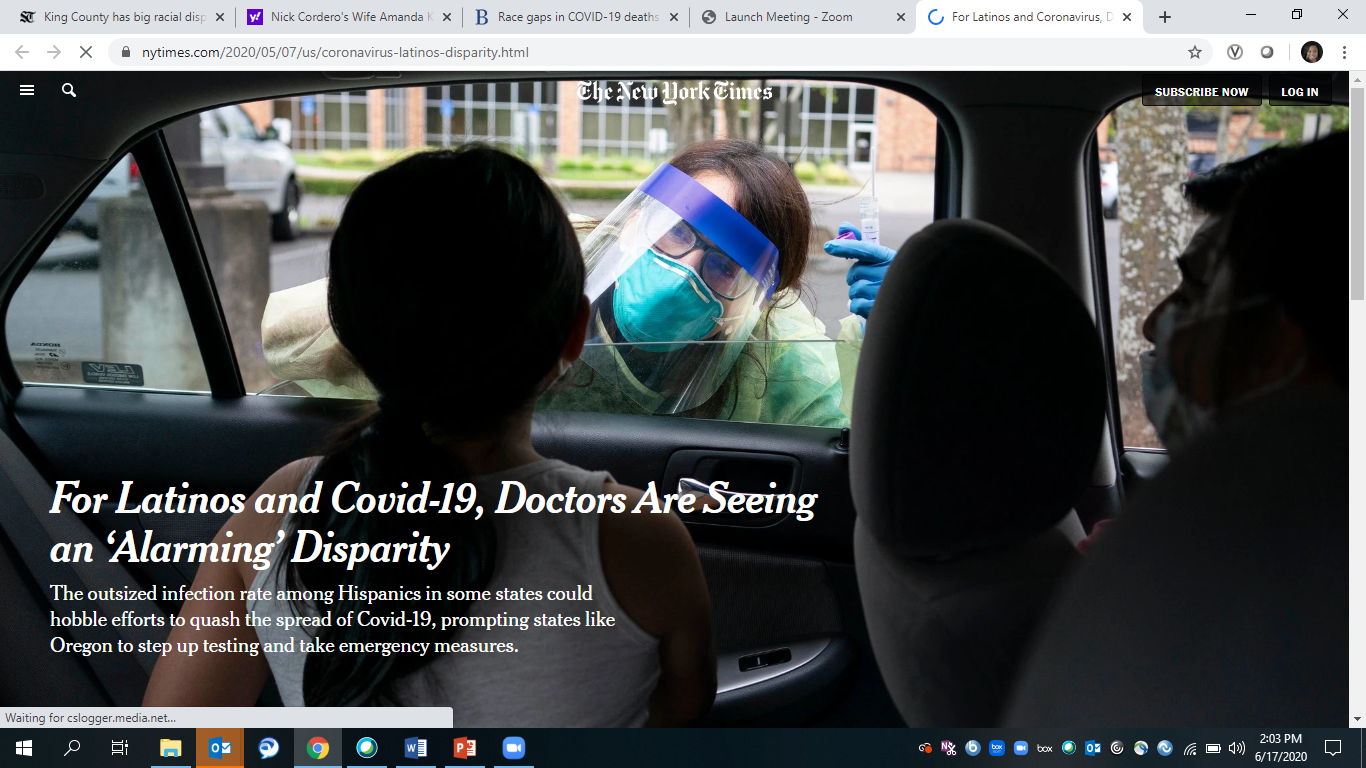 King County has big racial disp
Nick Cordero's Wife Amanda K
Race gaps in COVID-19 deaths
Launch Meeting - Zoom
For Latinos and Coronavirus, D
nytimes.com/2020/05/07/us/coronavirus-latinos-disparity.html
The New York Times
SUBSCRIBE NOW
LOG IN
HONDA
LEV
For Latinos and Covid-19, Doctors Are Seeing
an ‘Alarming’ Disparity
The outsized infection rate among Hispanics in some states could
hobble efforts to quash the spread of Covid-19, prompting states like
Oregon to step up testing and take emergency measures.
Waiting for cslogger.media.net...
box
2:03 PM
6/17/2020